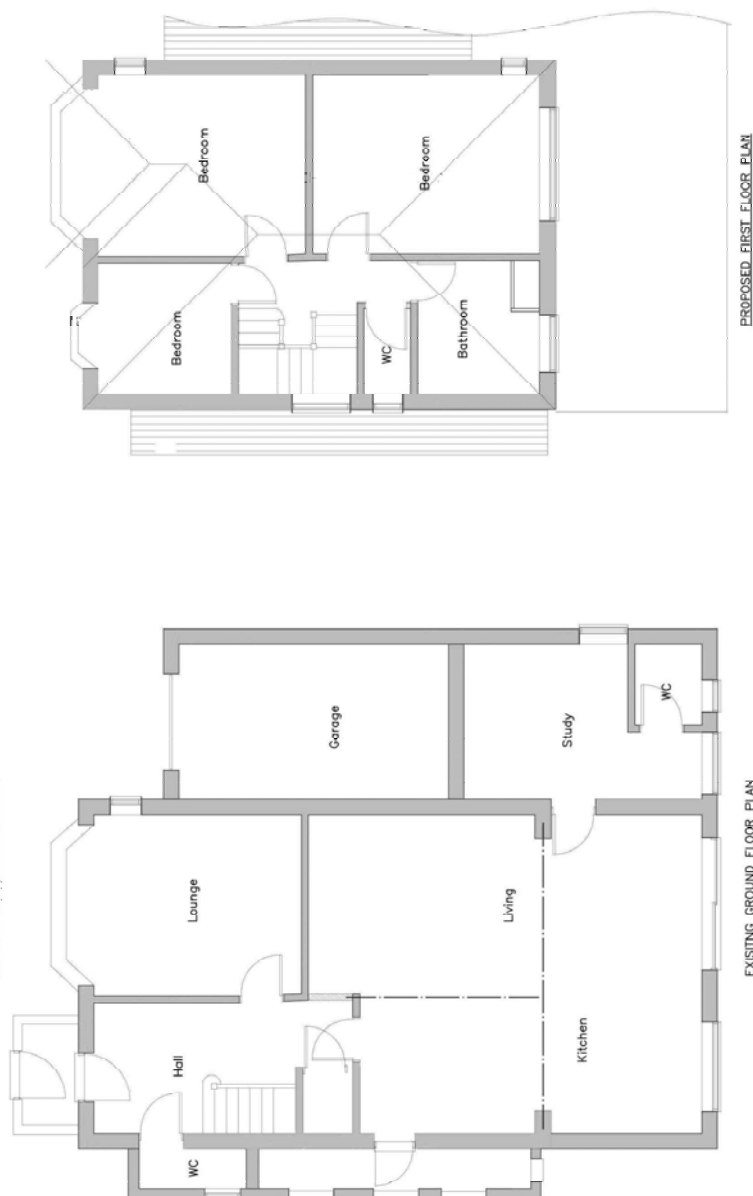 Bedroom
Bedroom
Bedroom
WC
Bathroom
PROPOSED FIRST FLOOR PLAN
Garage
Study
WC
Lounge
Living
Hall
Kitchen
WC
EXISITNG GROUND FLOOR PLAN